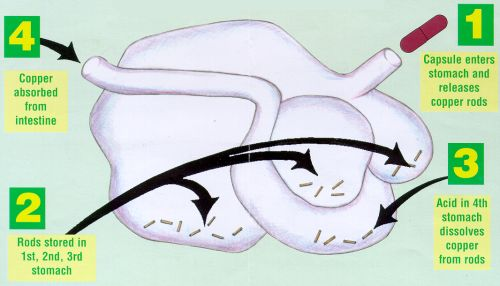 1
Capsule enters
stomach and
releases
copper rods
2
Rods stored in
1st, 2nd, 3rd
stomach
3
Acid in 4th
stomach
dissolves
copper
from rods
4
Copper
absorbed
from
intestine